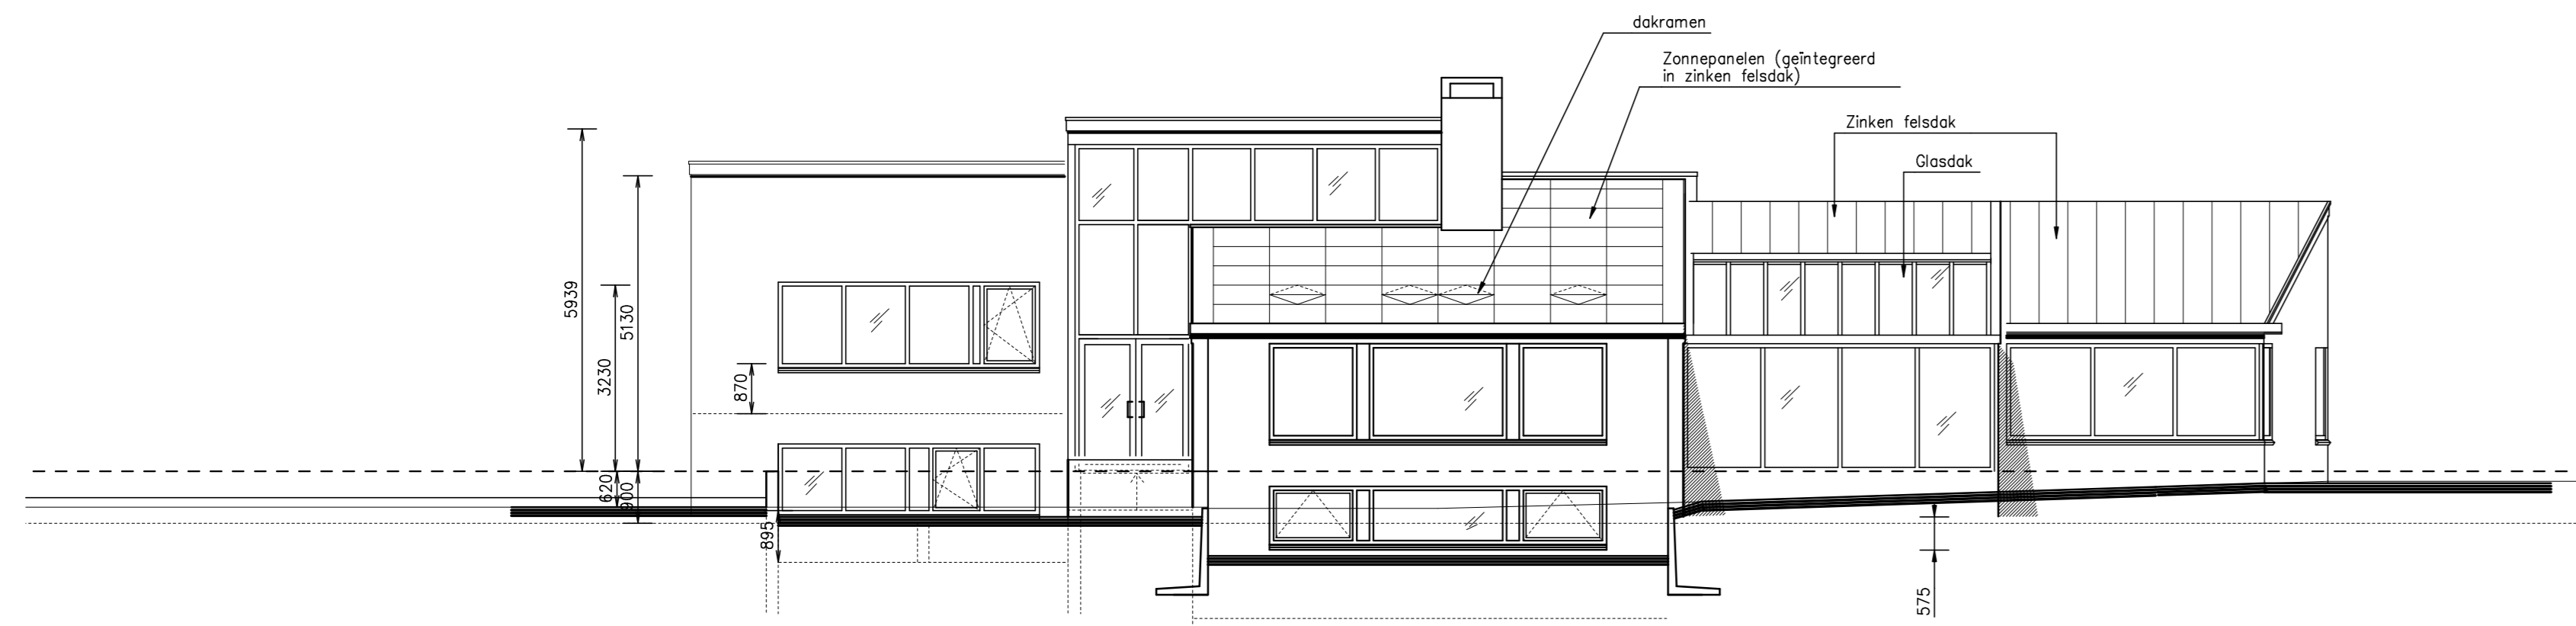 dakramen
Zonnepanelen (geïntegreerd
in zinken felsdak)
Zinken felsdak
Glasdak
5939
5130
3230
870
620
900
895
575